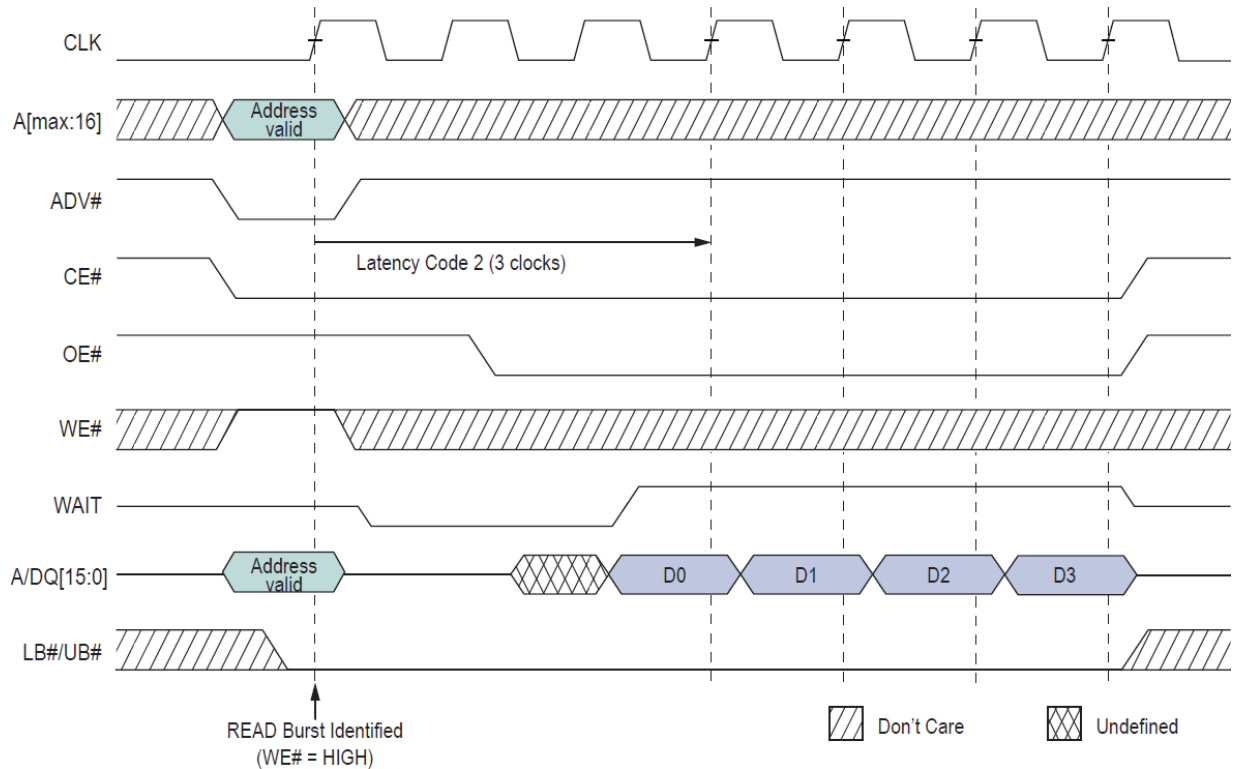 CLK
A[max:16]
Address
valid
ADV#
Latency Code 2 (3 clocks)
CE#
OE#
WE#
WAIT
A/DQ[15:0]
Address
valid
D0
D1
D2
D3
LB#/UB#
READ Burst Identified
(WE# = HIGH)
Don't Care
Undefined